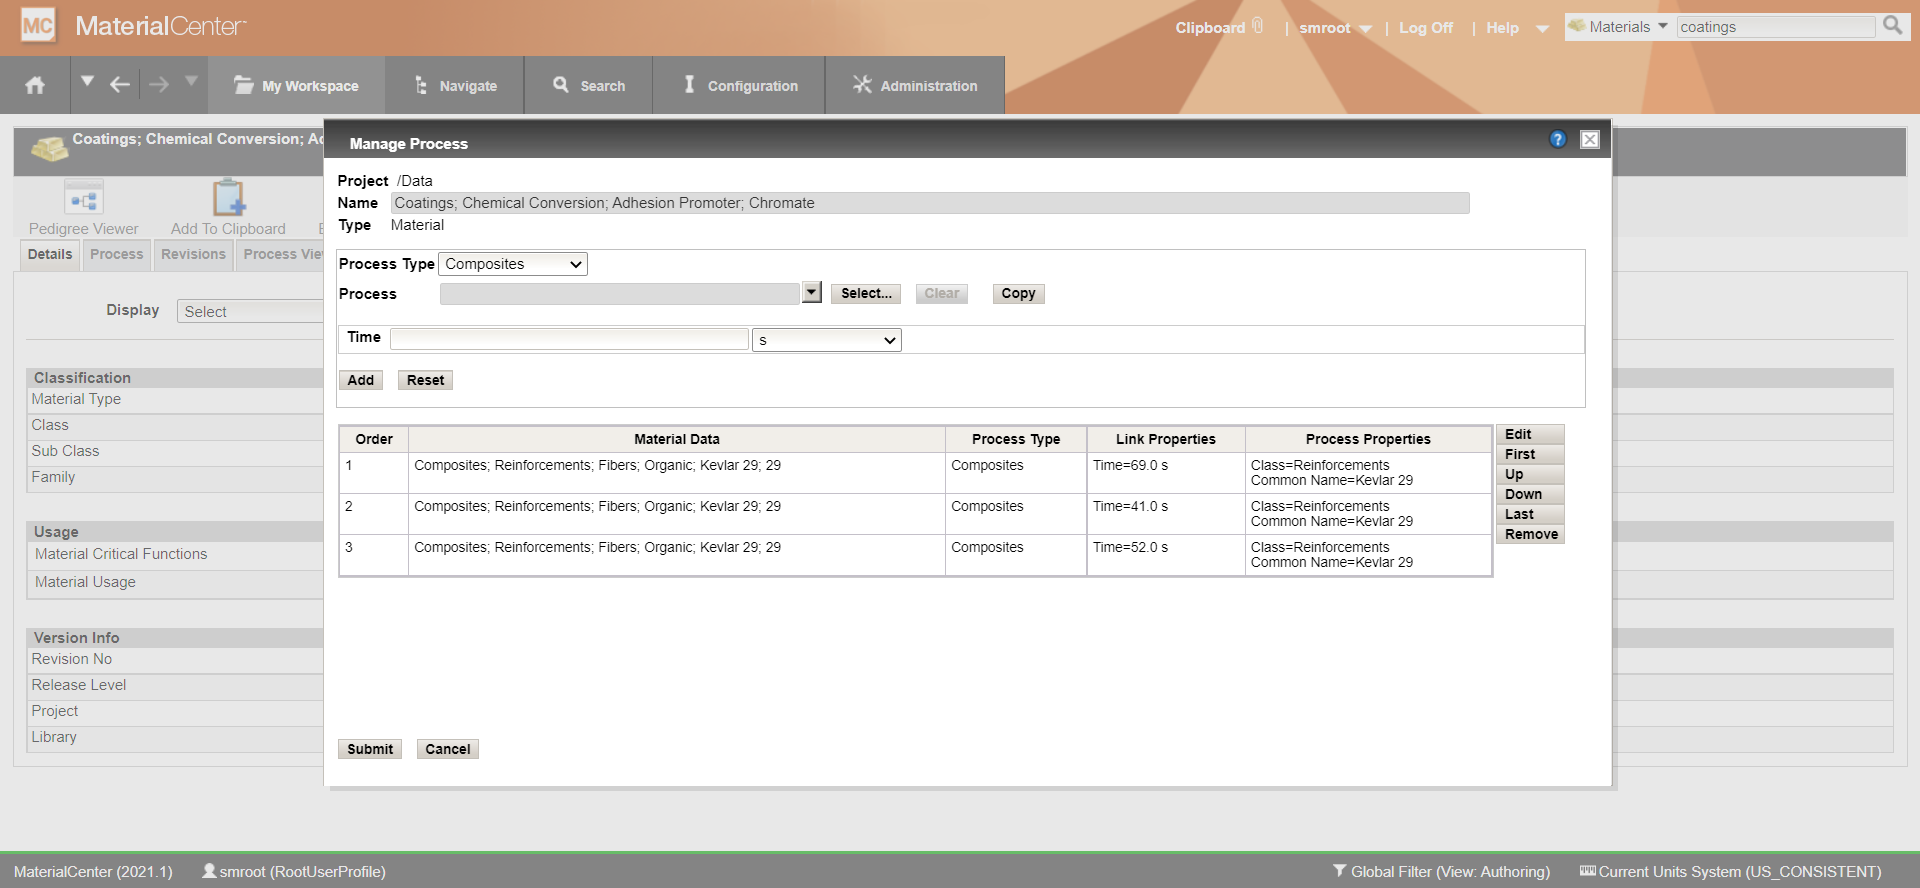 MC MaterialCenter
Clipboard | smroot | Log Off | Help Materials coatings
My Workspace Navigate Search Configuration Administration
Coatings; Chemical Conversion;
Manage Process
Pedigree Viewer Add To Clipboard
Details Process Revisions
Display Select
Classification
Material Type
Class
Sub Class
Family
Usage
Material Critical Functions
Material Usage
Version Info
Revision No
Release Level
Project
Library
Project /Data
Name Coatings; Chemical Conversion; Adhesion Promoter; Chromate
Type Material
Process Type Composites
Process Select... Clear Copy
Time s
Add Reset
Order Material Data Process Type Link Properties Process Properties
1 Composites; Reinforcements; Fibers; Organic; Kevlar 29; 29 Composites Time=69.0 s Class=Reinforcements
Common Name=Kevlar 29
2 Composites; Reinforcements; Fibers; Organic; Kevlar 29; 29 Composites Time=41.0 s Class=Reinforcements
Common Name=Kevlar 29
3 Composites; Reinforcements; Fibers; Organic; Kevlar 29; 29 Composites Time=52.0 s Class=Reinforcements
Common Name=Kevlar 29
Edit
First
Up
Down
Last
Remove
Submit Cancel
MaterialCenter (2021.1) smroot (RootUserProfile) Global Filter (View: Authoring) Current Units System (US_CONSISTENT)